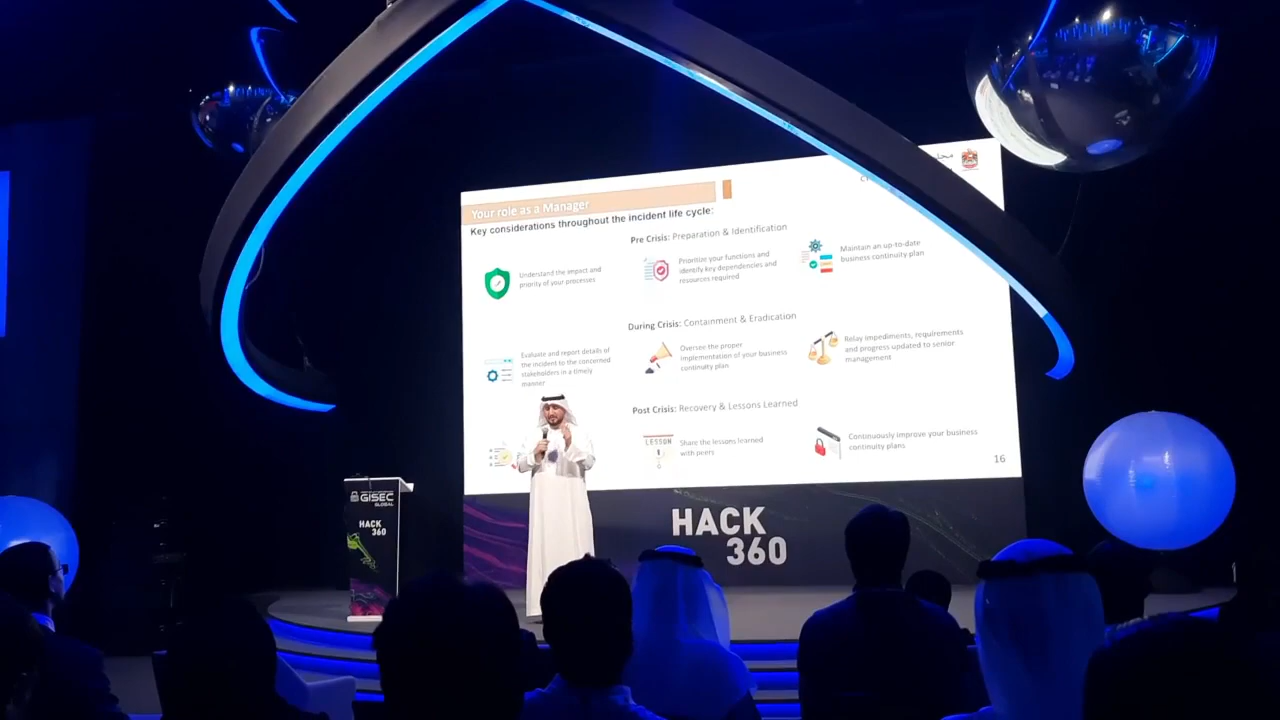 Your role as a Manager
Key considerations throughout the incident life cycle:
Pre Crisis: Preparation & Identification
Understand the impact and
priority of your processes
Prioritize your functions and
identify key dependencies and
resources required
Maintain an up-to-date
business continuity plan
During Crisis: Containment & Eradication
Evaluate and report details of
the incident to the concerned
stakeholders in a timely
manner
Oversee the proper
implementation of your business
continuity plan
Relay impediments, requirements
and progress updated to senior
management
Post Crisis: Recovery & Lessons Learned
LESSON
Share the lessons learned
with peers
Continuously improve your business
continuity plans
16
GISEC
GLOBAL
HACK
360
HACK
360